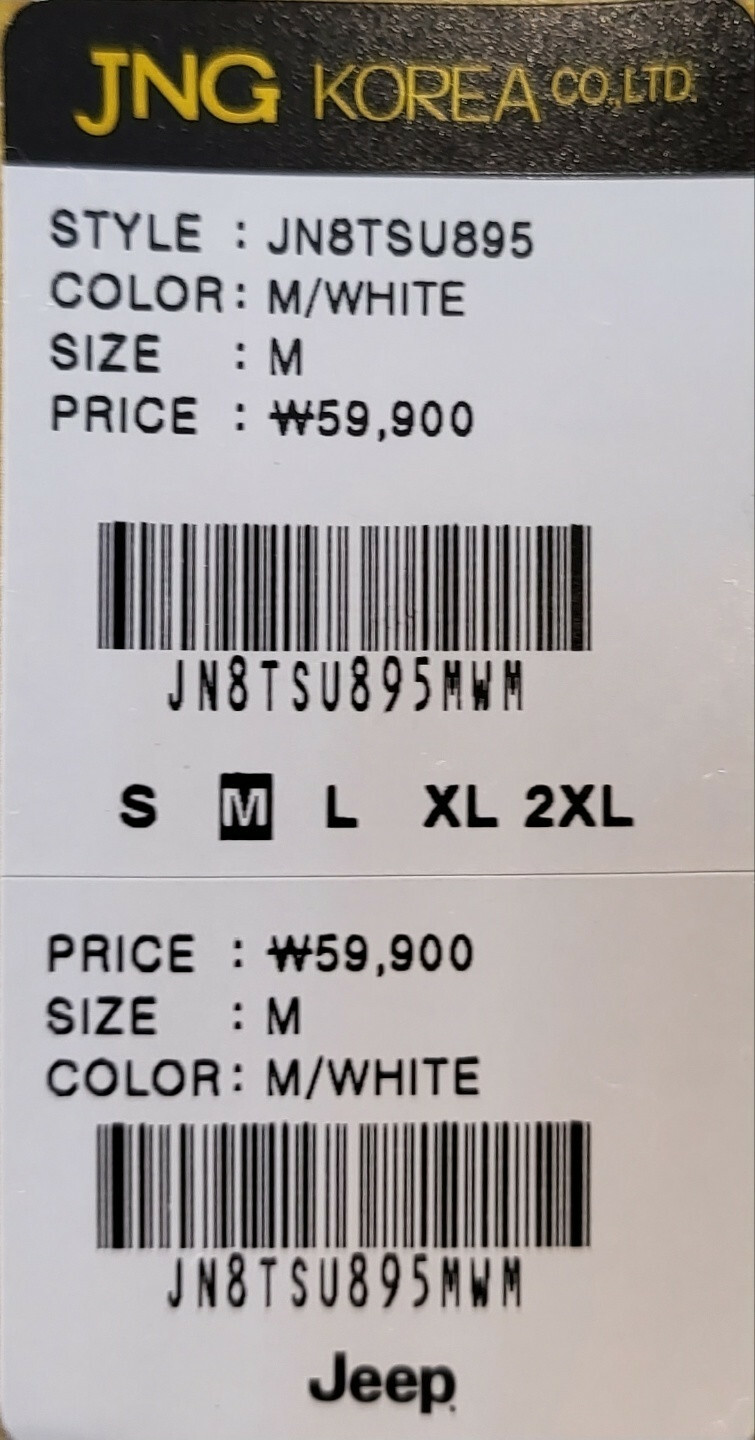 JNG KOREA CO.,LTD.
STYLE : JN8TSU895
COLOR : M/WHITE
SIZE : M
PRICE : ₩59,900
JN8TSU895MWM
S M L XL 2XL
PRICE : ₩59,900
SIZE : M
COLOR : M/WHITE
JN8TSU895MWM
Jeep.